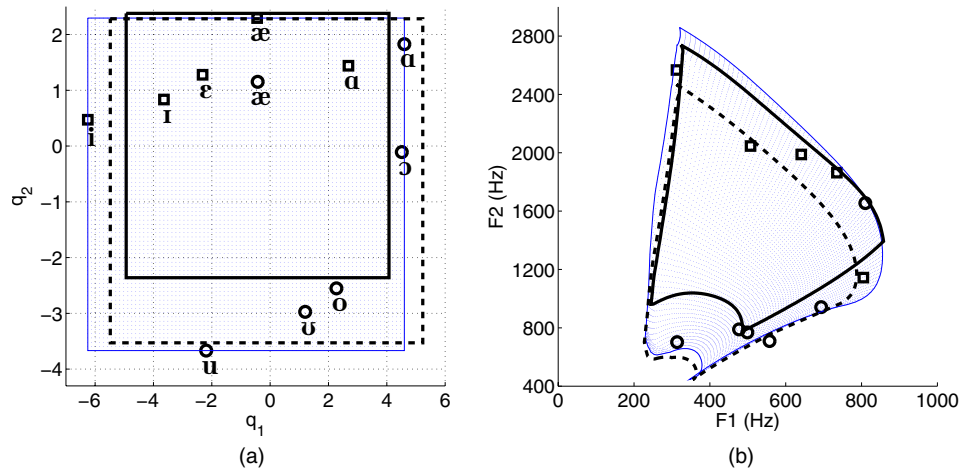 2
1
0
−1
−2
−3
−4
q2
−6 −4 −2 0 2 4
q1
(a)
æ
ɑ
ɛ
æ
ɑ
ɪ
i
ɔ
o
ʊ
u
2800
2400
2000
1600
1200
800
400
F2 (Hz)
0 200 400 600 800 1000
F1 (Hz)
(b)